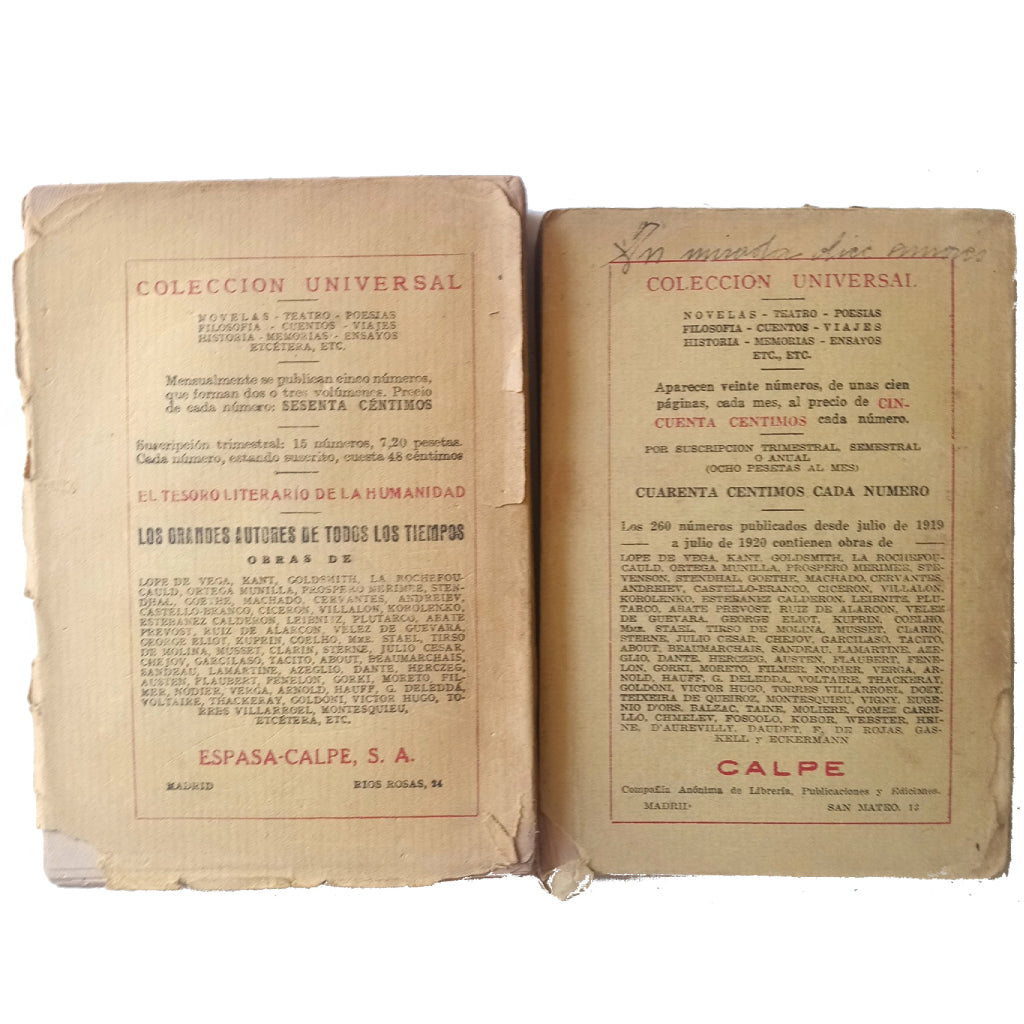 COLECCION UNIVERSAL
NOVELAS - TEATRO - POESIAS
FILOSOFIA - CUENTOS - VIAJES
HISTORIA - MEMORIAS - ENSAYOS
ETCÉTERA, ETC.
Mensualmente se publican cinco números,
que forman dos o tres volúmenes. Precio
de cada número: SESENTA CÉNTIMOS
Suscripción trimestral: 15 números, 7,20 pesetas.
Cada número, estando suscrito, cuesta 48 céntimos
EL TESORO LITERARIO DE LA HUMANIDAD
LOS GRANDES AUTORES DE TODOS LOS TIEMPOS
OBRAS DE
LOPE DE VEGA, KANT, GOLDSMITH, LA ROCHEFOU-
CAULD, ORTEGA MUNILLA, PROSPERO MERIMEE, STEN-
DHAL, GOETHE, MACHADO, CERVANTES, ANDREIEV,
CASTELLO-BRANCO, CICERON, VILLALON, KOROLENKO,
ESTEBANEZ CALDERON, LEIBNITZ, PLUTARCO, ABATE
PREVOST, RUIZ DE ALARCON, VELEZ DE GUEVARA,
GEORGE ELIOT, KUPRIN, COELHO, MME. STAEL, TIRSO
DE MOLINA, MUSSET, CLARIN, STERNE, JULIO CESAR,
CHEJOV, GARCILASO, TACITO, ABOUT, BEAUMARCHAIS,
SANDEAU, LAMARTINE, AZEGLIO, DANTE, HERCZEG,
AUSTEN, FLAUBERT, FENELON, GORKI, MORETO, FIL-
MER, NODIER, VERGA, ARNOLD, HAUFF, G. DELEDDA,
VOLTAIRE, THACKERAY, GOLDONI, VICTOR HUGO, TO-
RRES VILLARROEL, MONTESQUIEU,
ETCÉTERA, ETC.
ESPASA-CALPE, S. A.
MADRID RIOS ROSAS, 24
mirada dice amores
COLECCION UNIVERSAL
NOVELAS - TEATRO - POESIAS
FILOSOFIA - CUENTOS - VIAJES
HISTORIA - MEMORIAS - ENSAYOS
ETC., ETC.
Aparecen veinte números, de unas cien
páginas, cada mes, al precio de CIN-
CUENTA CENTIMOS cada número.
POR SUSCRIPCION TRIMESTRAL, SEMESTRAL
O ANUAL
(OCHO PESETAS AL MES)
CUARENTA CENTIMOS CADA NUMERO
Los 260 números publicados desde julio de 1919
a julio de 1920 contienen obras de
LOPE DE VEGA, KANT, GOLDSMITH, LA ROCHEFOU-
CAULD, ORTEGA MUNILLA, PROSPERO MERIMEE, STE-
VENSON, STENDHAL, GOETHE, MACHADO, CERVANTES,
ANDREIEV, CASTELLO-BRANCO, CICERON, VILLALON,
KOROLENKO, ESTEBANEZ CALDERON, LEIBNITZ, PLU-
TARCO, ABATE PREVOST, RUIZ DE ALARCON, VELEZ
DE GUEVARA, GEORGE ELIOT, KUPRIN, COELHO,
Mme. STAEL, TIRSO DE MOLINA, MUSSET, CLARIN,
STERNE, JULIO CESAR, CHEJOV, GARCILASO, TACITO,
ABOUT, BEAUMARCHAIS, SANDEAU, LAMARTINE, AZE-
GLIO, DANTE, HERCZEG, AUSTEN, FLAUBERT, FENE-
LON, GORKI, MORETO, FILMER, NODIER, VERGA, AR-
NOLD, HAUFF, G. DELEDDA, VOLTAIRE, THACKERAY,
GOLDONI, VICTOR HUGO, TORRES VILLARROEL, DOZY,
TEIXEIRA DE QUEIROZ, MONTESQUIEU, VIGNY, EUGE-
NIO D'ORS, BALZAC, TAINE, MOLIERE, GOMEZ CARRI-
LLO, CHMELEV, FOSCOLO, KOBOR, WEBSTER, HEI-
NE, D'AUREVILLY, DAUDET, F. DE ROJAS, GAS-
KELL y ECKERMANN
CALPE
Compañía Anónima de Librería, Publicaciones y Ediciones.
MADRID SAN MATEO, 13